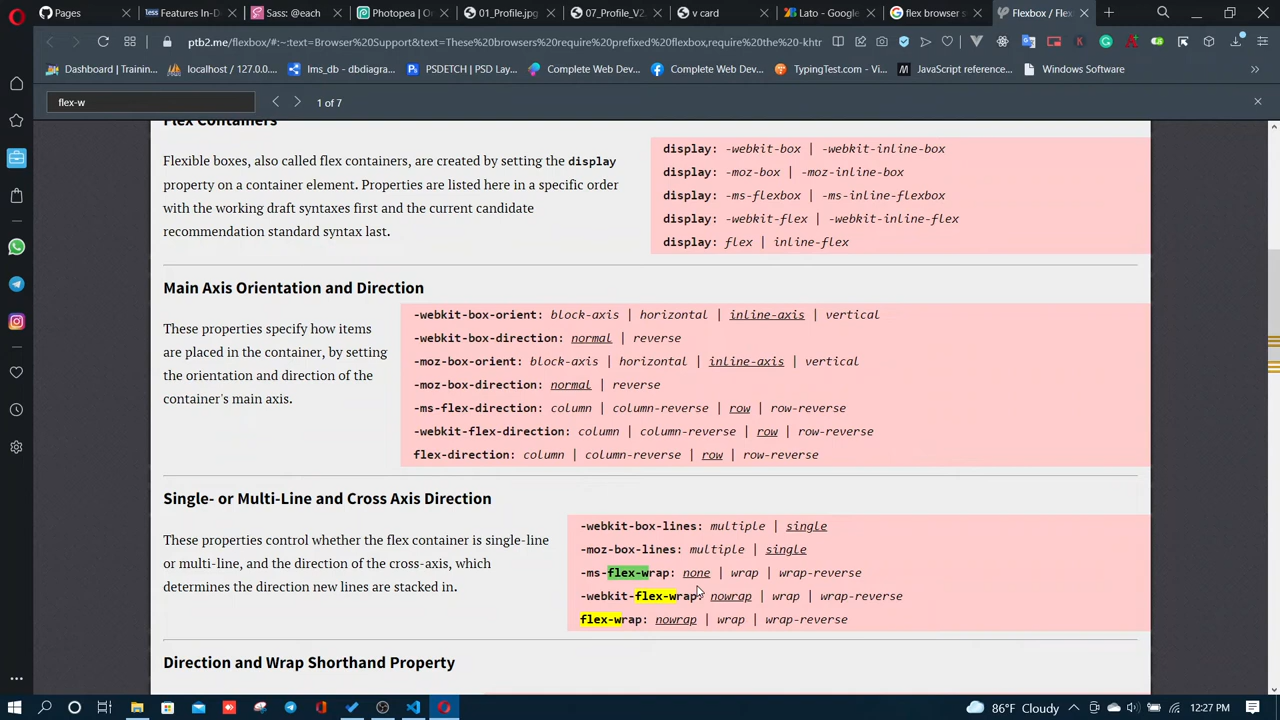 Pages
less Features In-D
Sass: @each
Photopea | On
01_Profile.jpg
07_Profile_V2.
v card
Lato - Google
flex browser s
Flexbox / Flex
ptb2.me/flexbox/#:~:text=Browser%20Support&text=These%20browsers%20require%20prefixed%20flexbox,require%20the%20-khtr
Dashboard | Trainin...
localhost / 127.0.0....
lms_db - dbdiagra...
PSDETCH | PSD Lay...
Complete Web Dev...
Complete Web Dev...
TypingTest.com - Vi...
JavaScript reference...
Windows Software
flex-w
1 of 7
Flex Containers
Flexible boxes, also called flex containers, are created by setting the display
property on a container element. Properties are listed here in a specific order
with the working draft syntaxes first and the current candidate
recommendation standard syntax last.
display: -webkit-box | -webkit-inline-box
display: -moz-box | -moz-inline-box
display: -ms-flexbox | -ms-inline-flexbox
display: -webkit-flex | -webkit-inline-flex
display: flex | inline-flex
Main Axis Orientation and Direction
These properties specify how items
are placed in the container, by setting
the orientation and direction of the
container's main axis.
-webkit-box-orient: block-axis | horizontal | inline-axis | vertical
-webkit-box-direction: normal | reverse
-moz-box-orient: block-axis | horizontal | inline-axis | vertical
-moz-box-direction: normal | reverse
-ms-flex-direction: column | column-reverse | row | row-reverse
-webkit-flex-direction: column | column-reverse | row | row-reverse
flex-direction: column | column-reverse | row | row-reverse
Single- or Multi-Line and Cross Axis Direction
These properties control whether the flex container is single-line
or multi-line, and the direction of the cross-axis, which
determines the direction new lines are stacked in.
-webkit-box-lines: multiple | single
-moz-box-lines: multiple | single
-ms-flex-wrap: none | wrap | wrap-reverse
-webkit-flex-wrap: nowrap | wrap | wrap-reverse
flex-wrap: nowrap | wrap | wrap-reverse
Direction and Wrap Shorthand Property
86°F Cloudy
12:27 PM